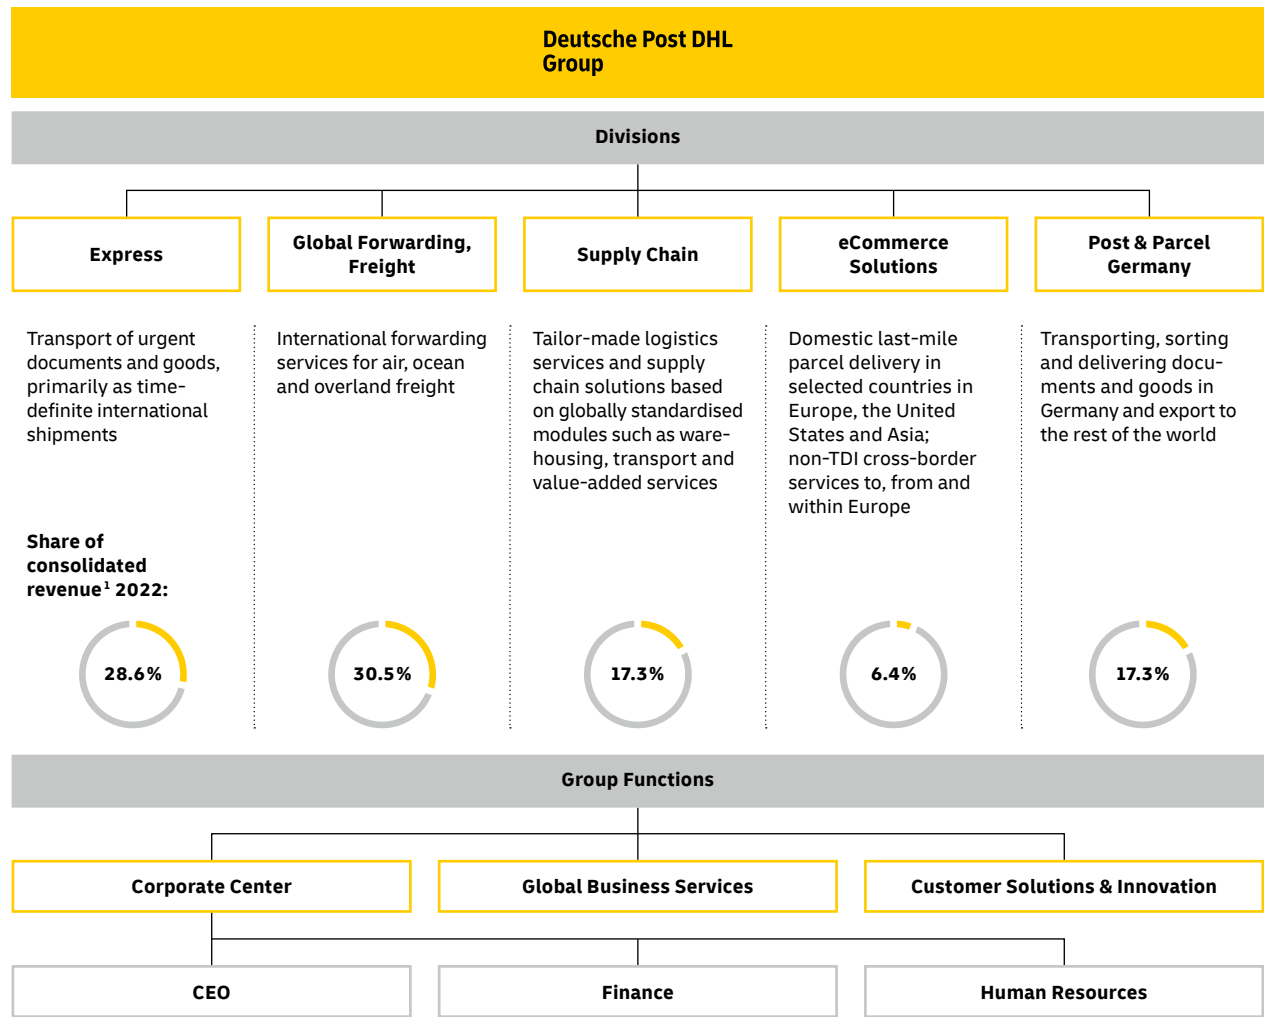 Deutsche Post DHL
Group
Divisions
Express
Global Forwarding,
Freight
Supply Chain
eCommerce
Solutions
Post & Parcel
Germany
Transport of urgent
documents and goods,
primarily as time-
definite international
shipments
International forwarding
services for air, ocean
and overland freight
Tailor-made logistics
services and supply
chain solutions based
on globally standardised
modules such as ware-
housing, transport and
value-added services
Domestic last-mile
parcel delivery in
selected countries in
Europe, the United
States and Asia;
non-TDI cross-border
services to, from and
within Europe
Transporting, sorting
and delivering docu-
ments and goods in
Germany and export to
the rest of the world
Share of
consolidated
revenue¹ 2022:
28.6%
30.5%
17.3%
6.4%
17.3%
Group Functions
Corporate Center
Global Business Services
Customer Solutions & Innovation
CEO
Finance
Human Resources